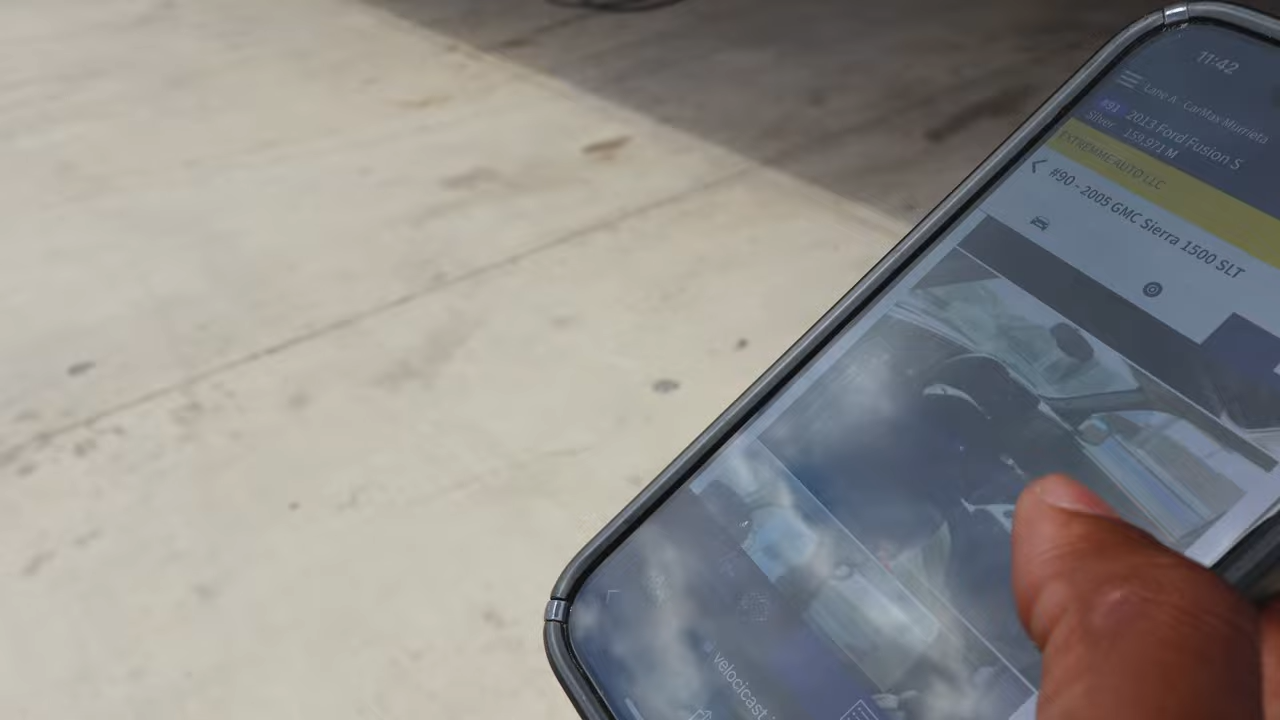 11:42
Lane A - CarMax Murrieta
#91 2013 Ford Fusion S
Silver 159,971 M
EXTREMME AUTO LLC
#90 - 2005 GMC Sierra 1500 SLT
velocicast.i